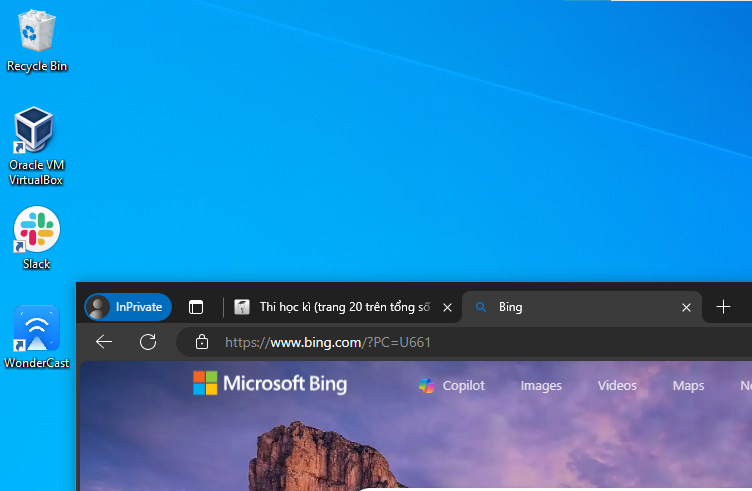 Recycle Bin
Oracle VM
VirtualBox
Slack
WonderCast
InPrivate
Thi học kì (trang 20 trên tổng số
Bing
https://www.bing.com/?PC=U661
Microsoft Bing
Copilot
Images
Videos
Maps